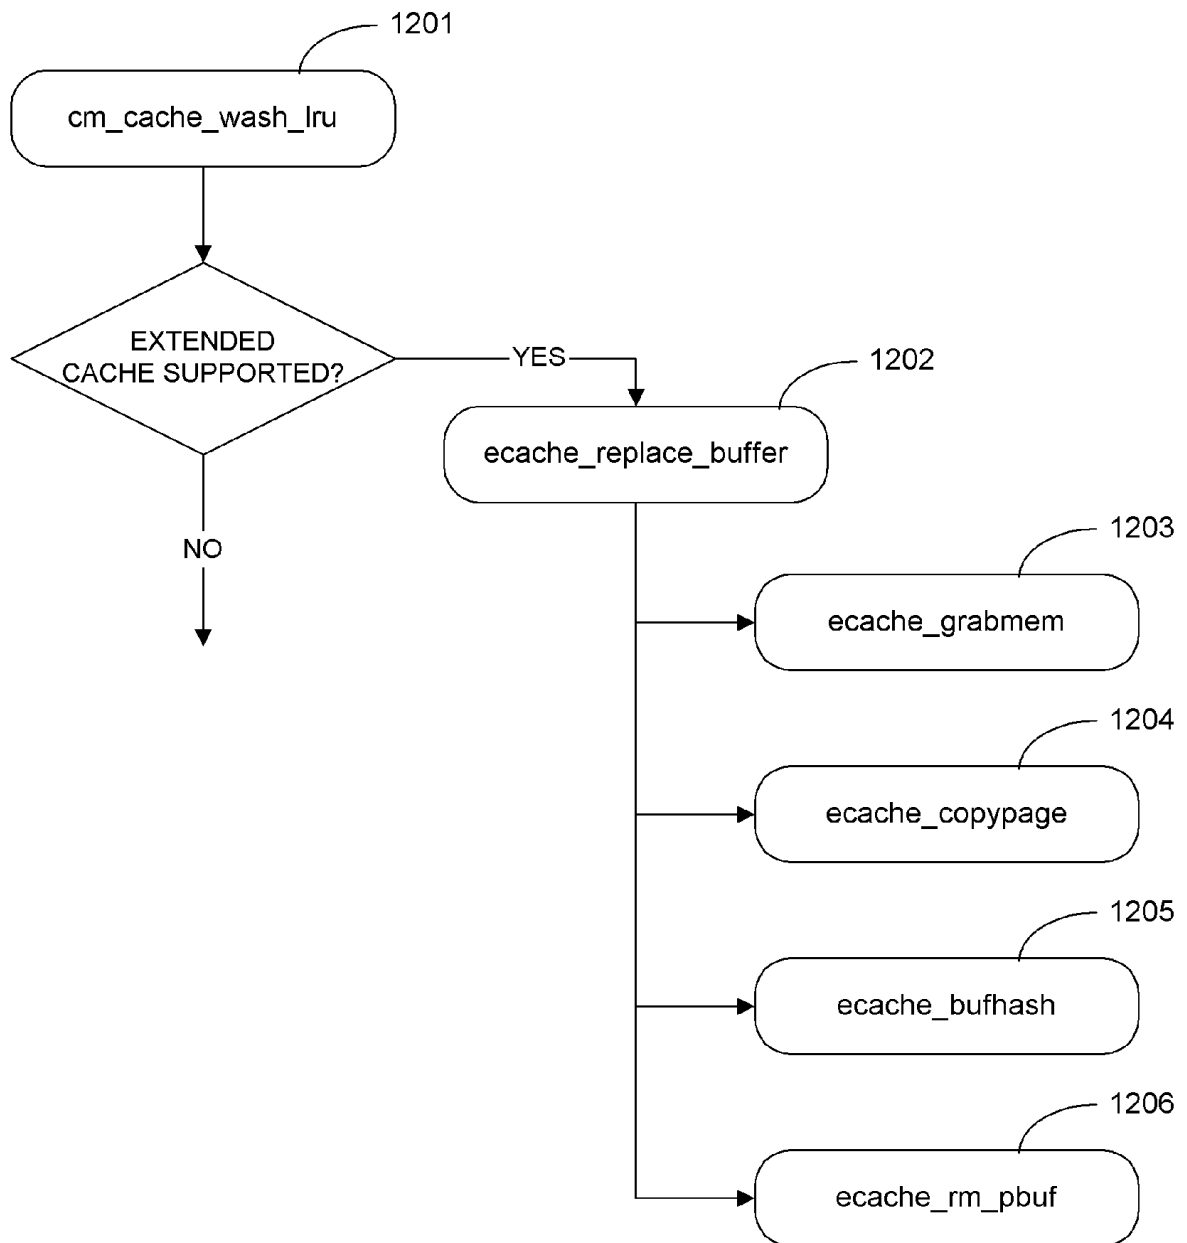 1201
cm_cache_wash_lru
EXTENDED
CACHE SUPPORTED?
YES
1202
ecache_replace_buffer
NO
1203
ecache_grabmem
1204
ecache_copypage
1205
ecache_bufhash
1206
ecache_rm_pbuf